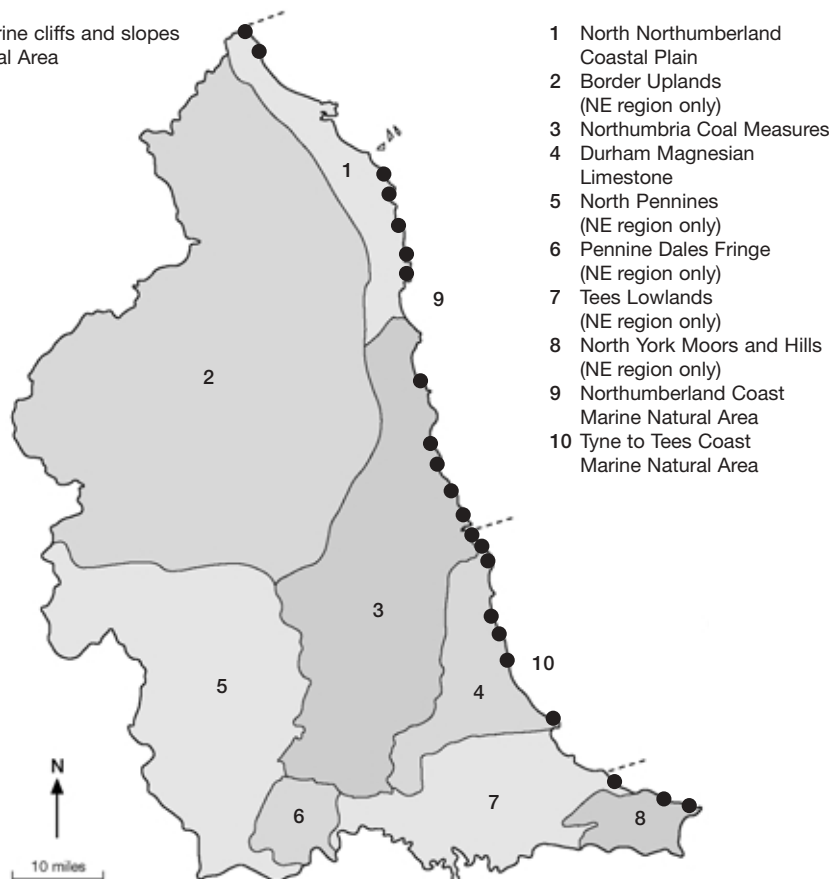 cliffs and slopes
Area
1 North Northumberland
Coastal Plain
2 Border Uplands
(NE region only)
3 Northumbria Coal Measures
4 Durham Magnesian
Limestone
5 North Pennines
(NE region only)
6 Pennine Dales Fringe
(NE region only)
7 Tees Lowlands
(NE region only)
8 North York Moors and Hills
(NE region only)
9 Northumberland Coast
Marine Natural Area
10 Tyne to Tees Coast
Marine Natural Area
1
9
2
3
10
5
4
N
7
6
8
10 miles